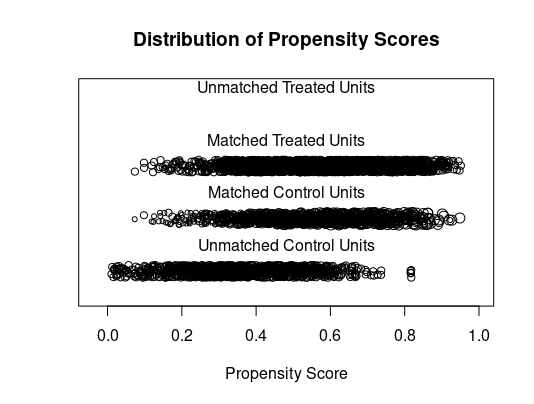 Distribution of Propensity Scores
Unmatched Treated Units
Matched Treated Units
Matched Control Units
Unmatched Control Units
0.0 0.2 0.4 0.6 0.8 1.0
Propensity Score